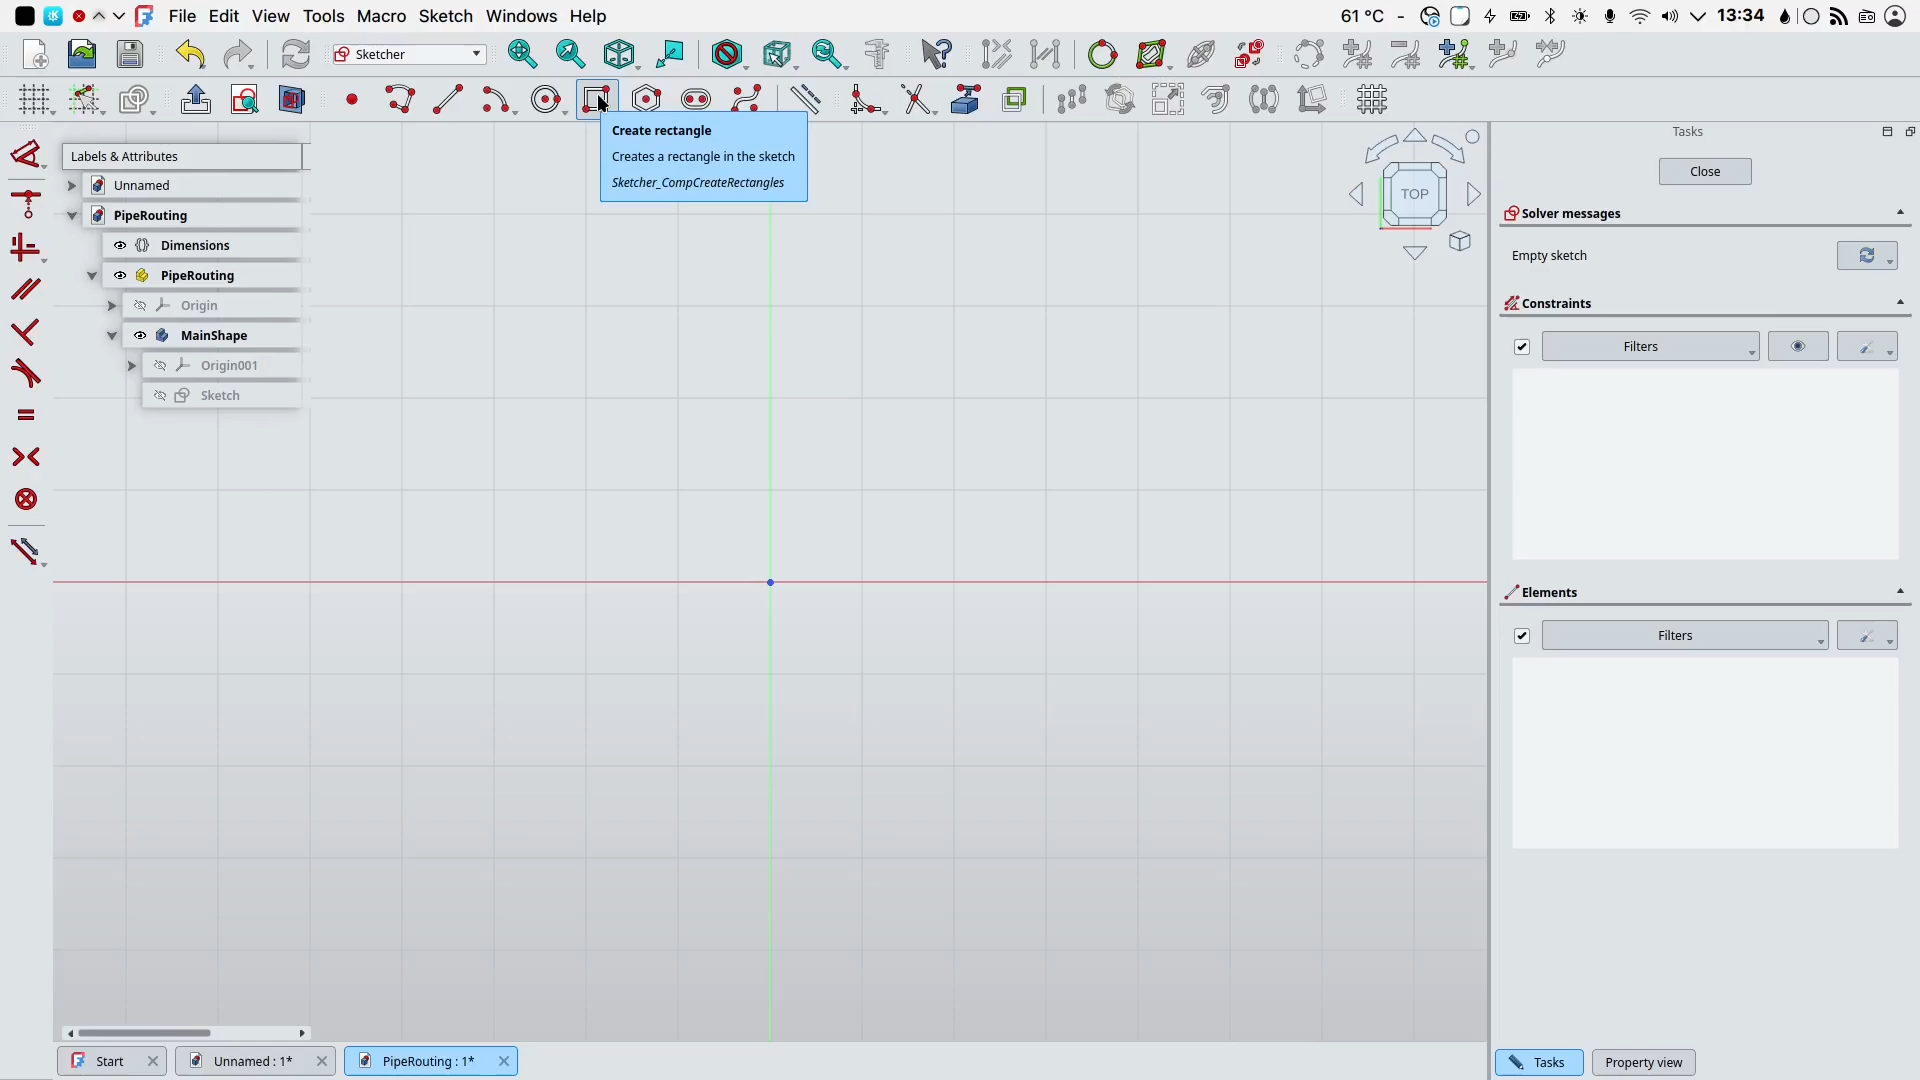 File Edit View Tools Macro Sketch Windows Help
61 °C - 13:34
Sketcher
Create rectangle
Creates a rectangle in the sketch
Sketcher_CompCreateRectangles
Labels & Attributes
Unnamed
PipeRouting
Dimensions
PipeRouting
Origin
MainShape
Origin001
Sketch
TOP
Tasks
Close
Solver messages
Empty sketch
Constraints
Filters
Elements
Filters
Start
Unnamed : 1*
PipeRouting : 1*
Tasks
Property view